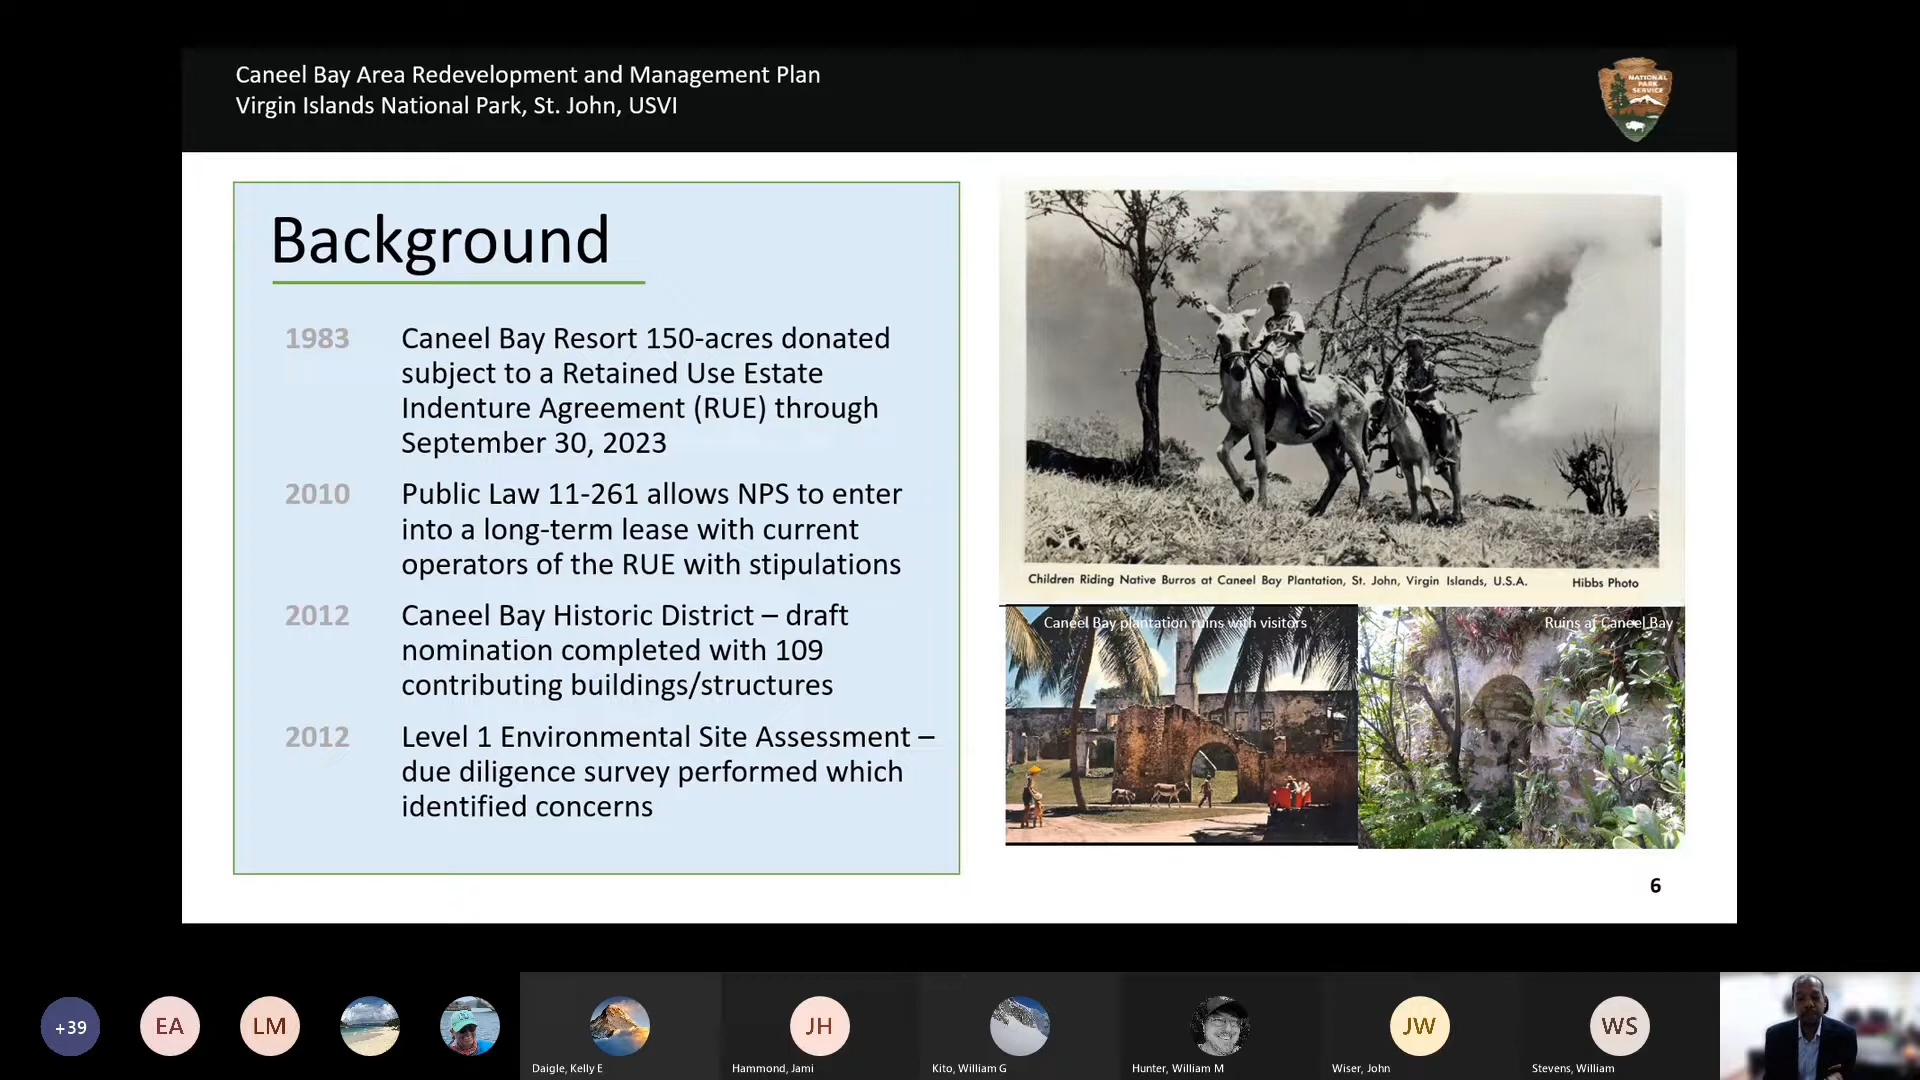 Caneel Bay Area Redevelopment and Management Plan
Virgin Islands National Park, St. John, USVI
NATIONAL
PARK
SERVICE
Background
1983 Caneel Bay Resort 150-acres donated
subject to a Retained Use Estate
Indenture Agreement (RUE) through
September 30, 2023
2010 Public Law 11-261 allows NPS to enter
into a long-term lease with current
operators of the RUE with stipulations
2012 Caneel Bay Historic District – draft
nomination completed with 109
contributing buildings/structures
2012 Level 1 Environmental Site Assessment –
due diligence survey performed which
identified concerns
Children Riding Native Burros at Caneel Bay Plantation, St. John, Virgin Islands, U.S.A. Hibbs Photo
Caneel Bay plantation ruins with visitors
Ruins at Caneel Bay
6
+39
EA
LM
JH
JW
WS
Daigle, Kelly E
Hammond, Jami
Kito, William G
Hunter, William M
Wiser, John
Stevens, William